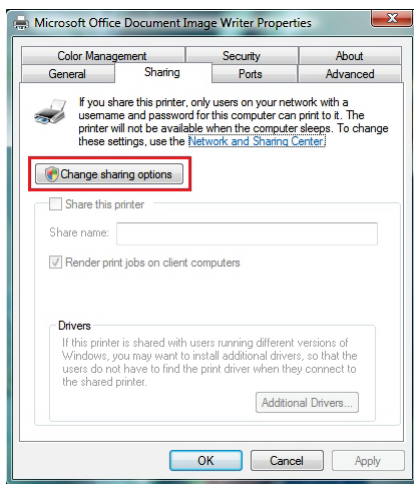 Microsoft Office Document Image Writer Properties
Color Management Security About
General Sharing Ports Advanced
If you share this printer, only users on your network with a
username and password for this computer can print to it. The
printer will not be available when the computer sleeps. To change
these settings, use the Network and Sharing Center.
Change sharing options
Share this printer
Share name:
Render print jobs on client computers
Drivers
If this printer is shared with users running different versions of
Windows, you may want to install additional drivers, so that the
users do not have to find the print driver when they connect to
the shared printer.
Additional Drivers...
OK Cancel Apply